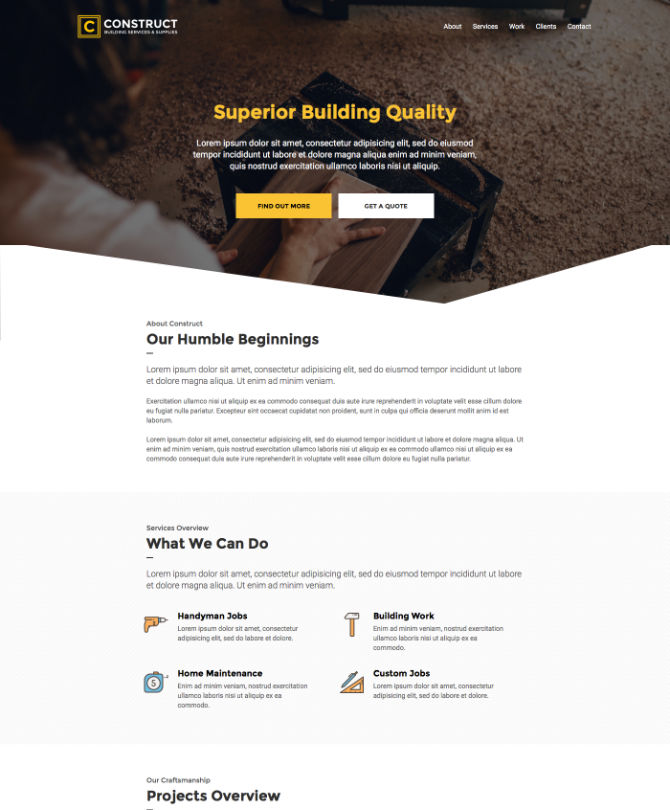 C CONSTRUCT
BUILDING SERVICES & SUPPLIES
About Services Work Clients Contact
Superior Building Quality
Lorem ipsum dolor sit amet, consectetur adipisicing elit, sed do eiusmod
tempor incididunt ut labore et dolore magna aliqua enim ad minim veniam,
quis nostrud exercitation ullamco laboris nisi ut aliquip.
FIND OUT MORE
GET A QUOTE
About Construct
Our Humble Beginnings
Lorem ipsum dolor sit amet, consectetur adipisicing elit, sed do eiusmod tempor incididunt ut labore
et dolore magna aliqua. Ut enim ad minim veniam.
Exercitation ullamco nisi ut aliquip ex ea commodo consequat duis aute irure reprehenderit in voluptate velit esse cillum dolore
eu fugiat nulla pariatur. Excepteur sint occaecat cupidatat non proident, sunt in culpa qui officia deserunt mollit anim id est
laborum.
Lorem ipsum dolor sit amet, consectetur adipisicing elit, sed do eiusmod tempor incididunt ut labore et dolore magna aliqua. Ut
enim ad minim veniam, quis nostrud exercitation ullamco laboris nisi ut aliquip ex ea commodo consequat duis aute irure
commodo consequat duis aute irure reprehenderit in voluptate velit esse cillum dolore eu fugiat nulla pariatur.
Services Overview
What We Can Do
Lorem ipsum dolor sit amet, consectetur adipisicing elit, sed do eiusmod tempor incididunt ut labore
et dolore magna aliqua. Ut enim ad minim veniam.
Handyman Jobs
Lorem ipsum dolor sit amet, consectetur
adipisicing elit, sed do labore et dolore.
Building Work
Enim ad minim veniam, nostrud exercitation
ullamco laboris nisi ut aliquip ex ea
commodo.
5
Home Maintenance
Enim ad minim veniam, nostrud exercitation
ullamco laboris nisi ut aliquip ex ea
commodo.
Custom Jobs
Lorem ipsum dolor sit amet, consectetur
adipisicing elit, sed do labore et dolore.
Our Craftsmanship
Projects Overview